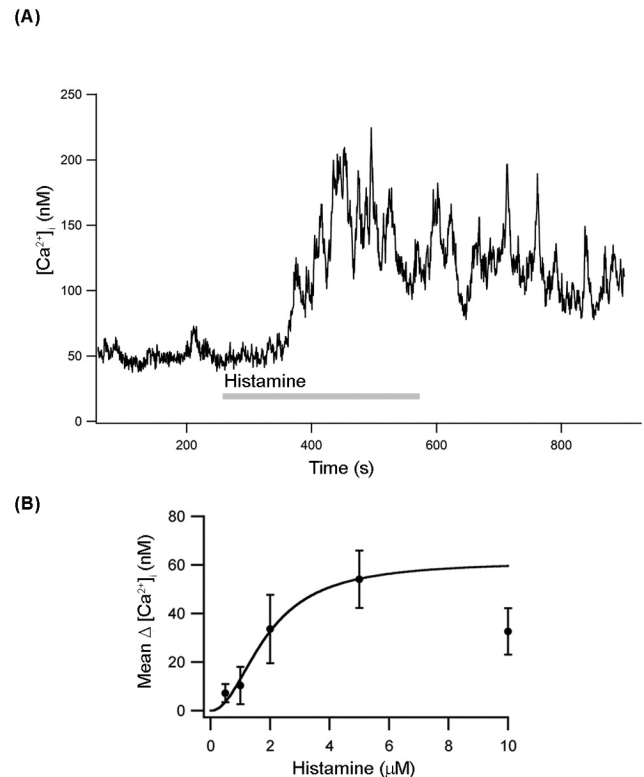 (A)
250
200
150
100
50
0
[Ca²⁺]ᵢ (nM)
Histamine
200 400 600 800
Time (s)
(B)
80
60
40
20
0
Mean Δ [Ca²⁺]ᵢ (nM)
0 2 4 6 8 10
Histamine (μM)